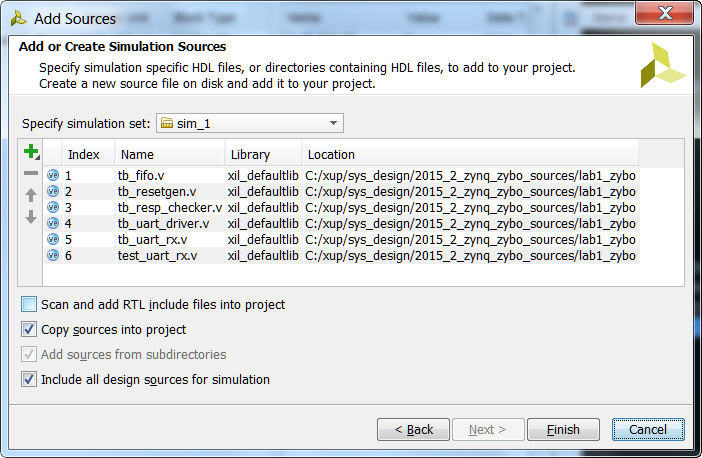 Add Sources
Add or Create Simulation Sources
Specify simulation specific HDL files, or directories containing HDL files, to add to your project.
Create a new source file on disk and add it to your project.
Specify simulation set: sim_1
Index Name Library Location
1 tb_fifo.v xil_defaultlib C:/xup/sys_design/2015_2_zynq_zybo_sources/lab1_zybo
2 tb_resetgen.v xil_defaultlib C:/xup/sys_design/2015_2_zynq_zybo_sources/lab1_zybo
3 tb_resp_checker.v xil_defaultlib C:/xup/sys_design/2015_2_zynq_zybo_sources/lab1_zybo
4 tb_uart_driver.v xil_defaultlib C:/xup/sys_design/2015_2_zynq_zybo_sources/lab1_zybo
5 tb_uart_rx.v xil_defaultlib C:/xup/sys_design/2015_2_zynq_zybo_sources/lab1_zybo
6 test_uart_rx.v xil_defaultlib C:/xup/sys_design/2015_2_zynq_zybo_sources/lab1_zybo
Scan and add RTL include files into project
Copy sources into project
Add sources from subdirectories
Include all design sources for simulation
< Back Next > Finish Cancel